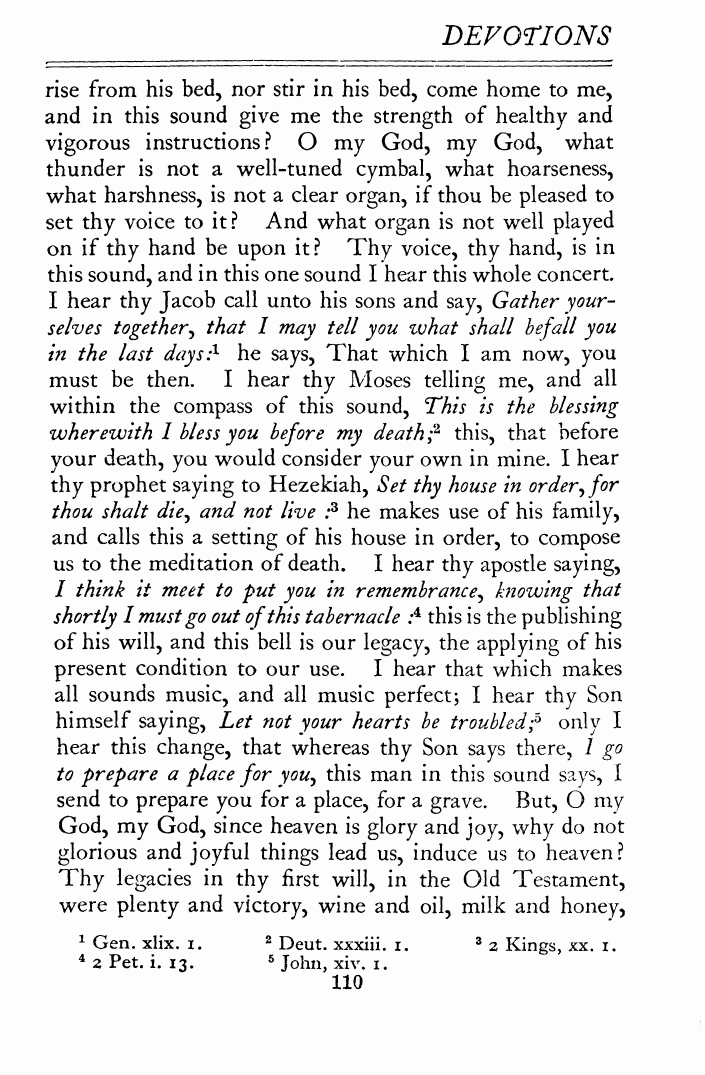 DEVOTIONS
rise from his bed, nor stir in his bed, come home to me,
and in this sound give me the strength of healthy and
vigorous instructions? O my God, my God, what
thunder is not a well-tuned cymbal, what hoarseness,
what harshness, is not a clear organ, if thou be pleased to
set thy voice to it? And what organ is not well played
on if thy hand be upon it? Thy voice, thy hand, is in
this sound, and in this one sound I hear this whole concert.
I hear thy Jacob call unto his sons and say, Gather your-
selves together, that I may tell you what shall befall you
in the last days:¹ he says, That which I am now, you
must be then. I hear thy Moses telling me, and all
within the compass of this sound, This is the blessing
wherewith I bless you before my death;² this, that before
your death, you would consider your own in mine. I hear
thy prophet saying to Hezekiah, Set thy house in order, for
thou shalt die, and not live :³ he makes use of his family,
and calls this a setting of his house in order, to compose
us to the meditation of death. I hear thy apostle saying,
I think it meet to put you in remembrance, knowing that
shortly I must go out of this tabernacle :⁴ this is the publishing
of his will, and this bell is our legacy, the applying of his
present condition to our use. I hear that which makes
all sounds music, and all music perfect; I hear thy Son
himself saying, Let not your hearts be troubled;⁵ only I
hear this change, that whereas thy Son says there, I go
to prepare a place for you, this man in this sound says, I
send to prepare you for a place, for a grave. But, O my
God, my God, since heaven is glory and joy, why do not
glorious and joyful things lead us, induce us to heaven?
Thy legacies in thy first will, in the Old Testament,
were plenty and victory, wine and oil, milk and honey,
¹ Gen. xlix. 1. ² Deut. xxxiii. 1. ³ 2 Kings, xx. 1.
⁴ 2 Pet. i. 13. ⁵ John, xiv. 1.
110